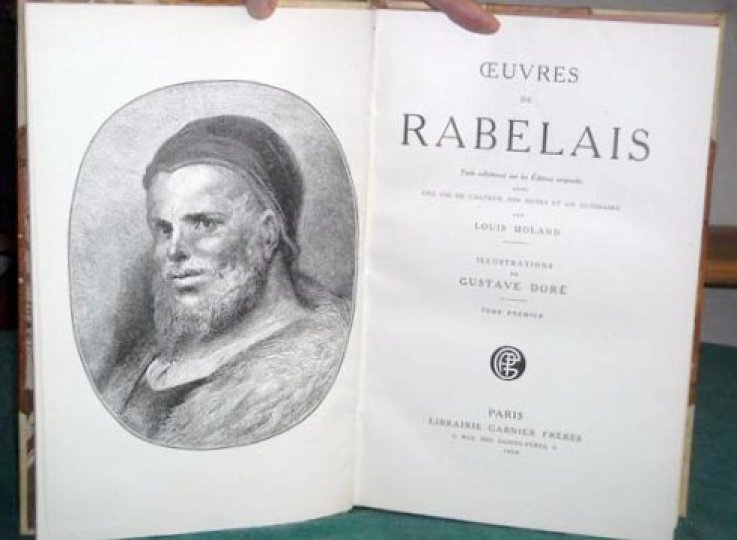 ŒUVRES
DE
RABELAIS
Texte collationné sur les Éditions originales
AVEC
UNE VIE DE L'AUTEUR, DES NOTES ET UN GLOSSAIRE
PAR
LOUIS MOLAND
ILLUSTRATIONS
DE
GUSTAVE DORÉ
TOME PREMIER
PARIS
LIBRAIRIE GARNIER FRÈRES
6, RUE DES SAINTS-PÈRES, 6